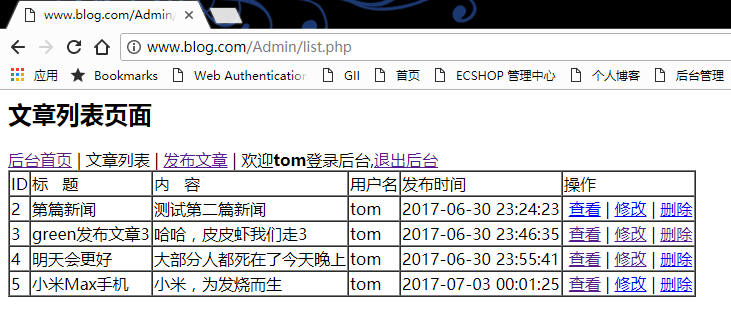 www.blog.com/Admin/list.p
www.blog.com/Admin/list.php
应用 Bookmarks Web Authentication GII 首页 ECSHOP 管理中心 个人博客 后台管理
文章列表页面
后台首页 | 文章列表 | 发布文章 | 欢迎tom登录后台,退出后台
ID 标 题 内 容 用户名 发布时间 操作
2 第篇新闻 测试第二篇新闻 tom 2017-06-30 23:24:23 查看 | 修改 | 删除
3 green发布文章3 哈哈，皮皮虾我们走3 tom 2017-06-30 23:46:35 查看 | 修改 | 删除
4 明天会更好 大部分人都死在了今天晚上 tom 2017-06-30 23:55:41 查看 | 修改 | 删除
5 小米Max手机 小米，为发烧而生 tom 2017-07-03 00:01:25 查看 | 修改 | 删除